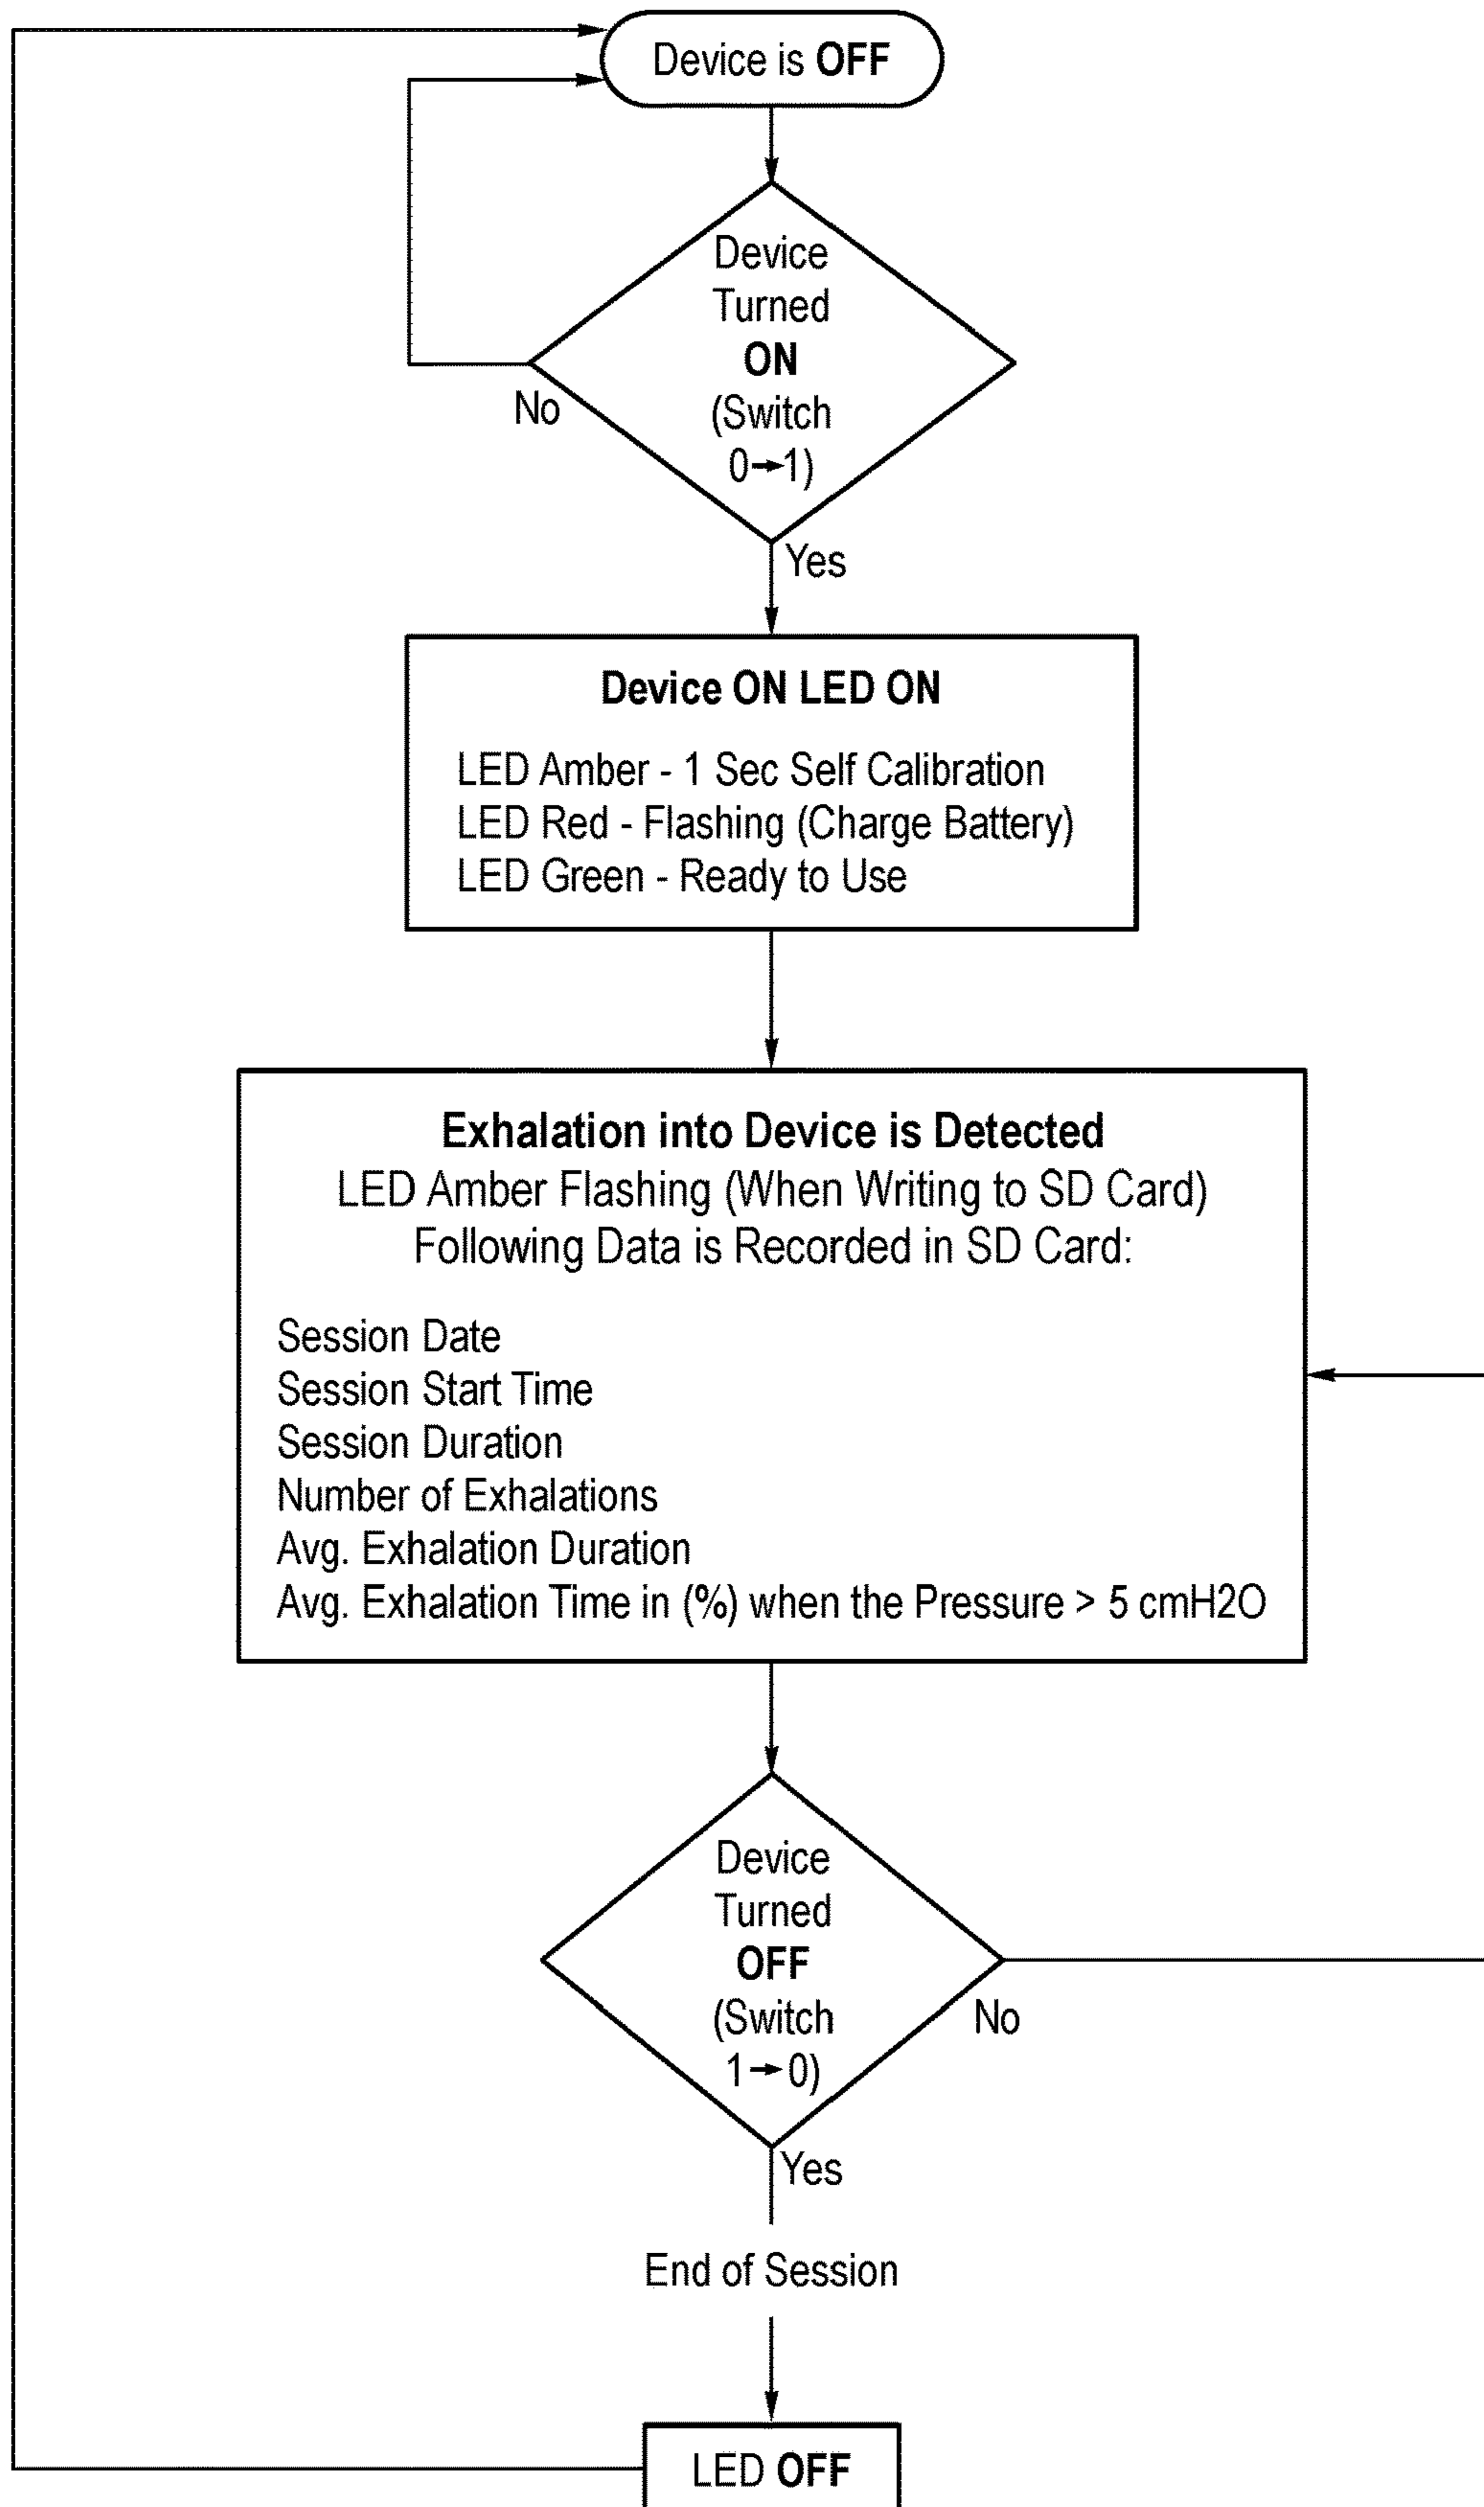 Device is OFF
Device
Turned
ON
(Switch
0→1)
No
Yes
Device ON LED ON
LED Amber - 1 Sec Self Calibration
LED Red - Flashing (Charge Battery)
LED Green - Ready to Use
Exhalation into Device is Detected
LED Amber Flashing (When Writing to SD Card)
Following Data is Recorded in SD Card:
Session Date
Session Start Time
Session Duration
Number of Exhalations
Avg. Exhalation Duration
Avg. Exhalation Time in (%) when the Pressure > 5 cmH2O
Device
Turned
OFF
(Switch
1→0)
No
Yes
End of Session
LED OFF